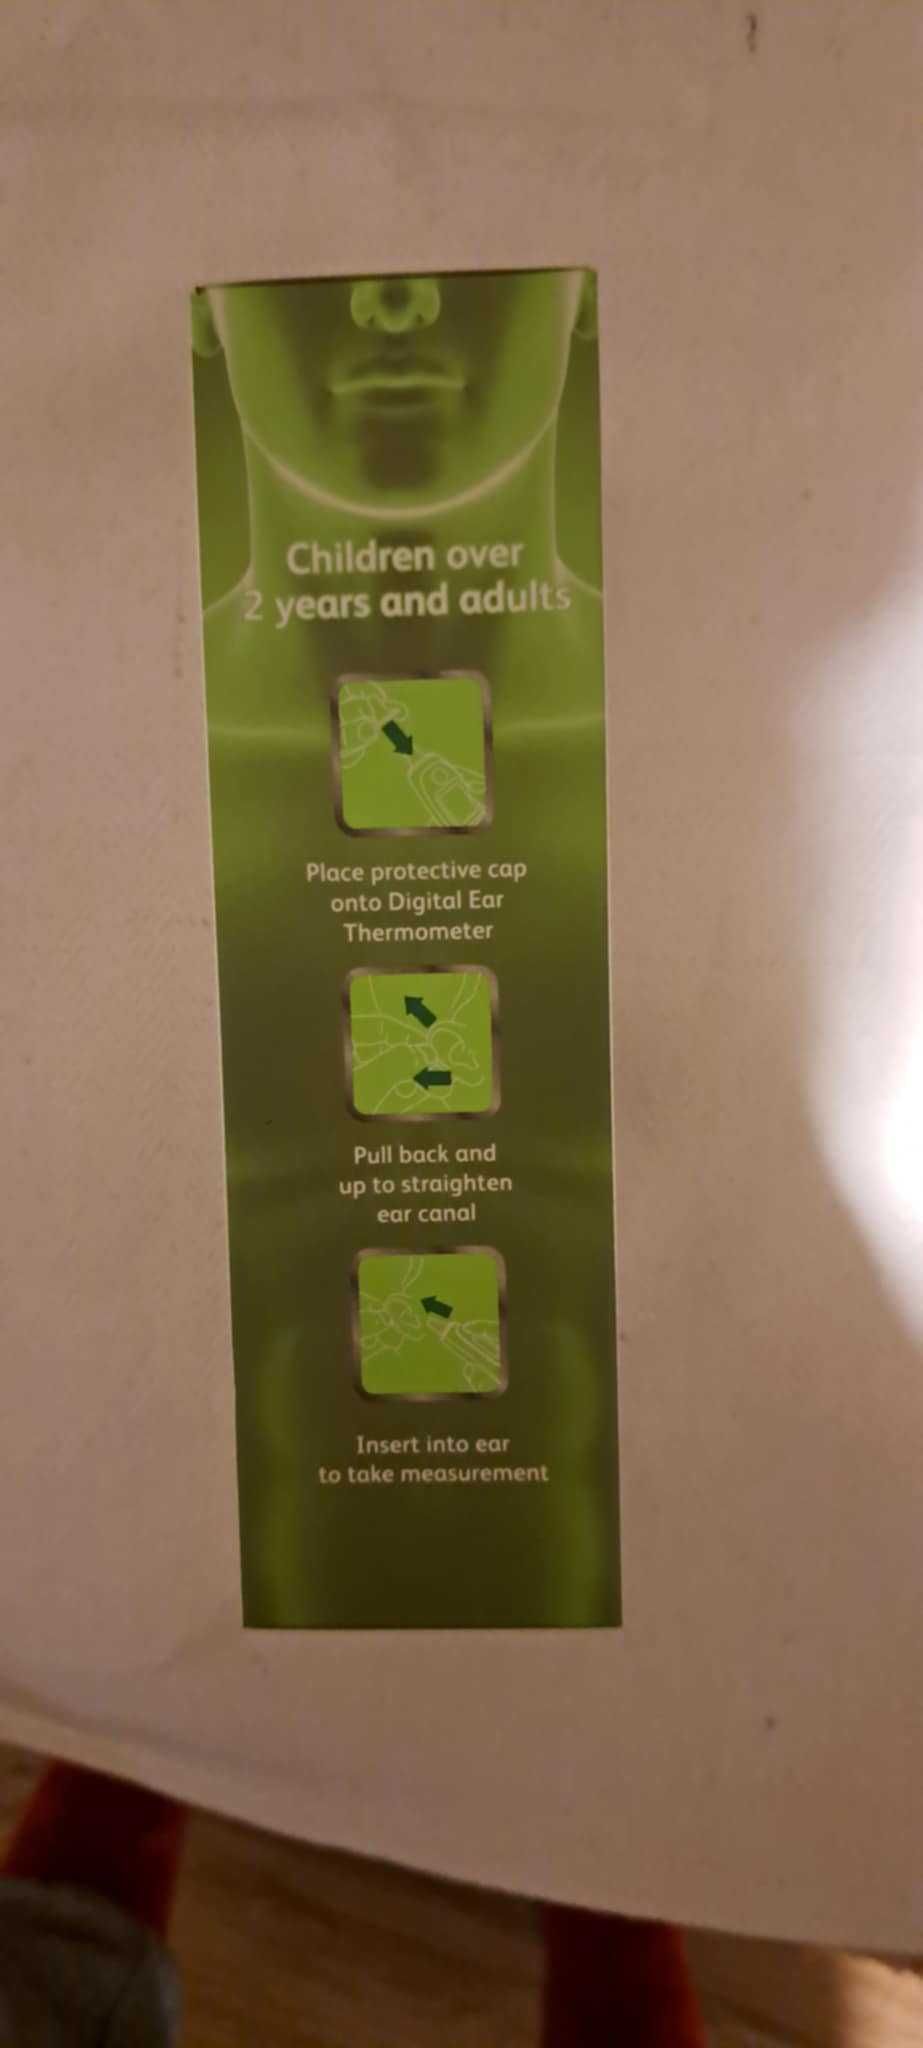 Children over
2 years and adults
Place protective cap
onto Digital Ear
Thermometer
Pull back and
up to straighten
ear canal
Insert into ear
to take measurement